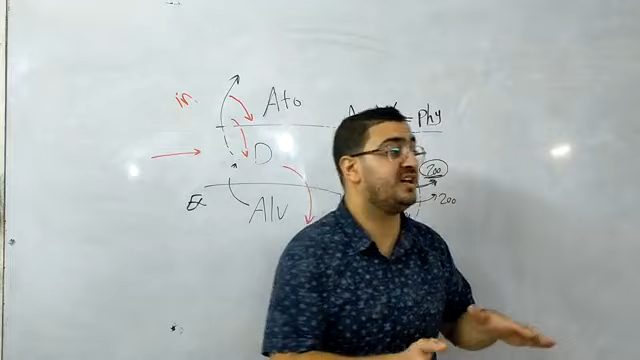 in.
Ato
= phy
D
200
Ex
Alv
200